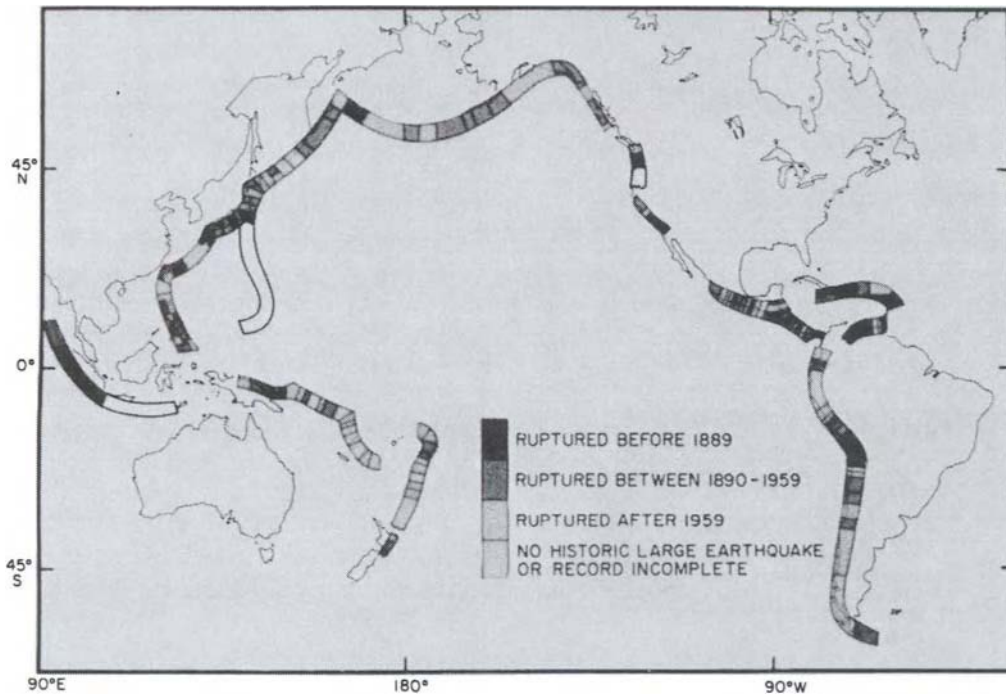 45°
N
0°
45°
S
90°E
180°
90°W
RUPTURED BEFORE 1889
RUPTURED BETWEEN 1890-1959
RUPTURED AFTER 1959
NO HISTORIC LARGE EARTHQUAKE
OR RECORD INCOMPLETE